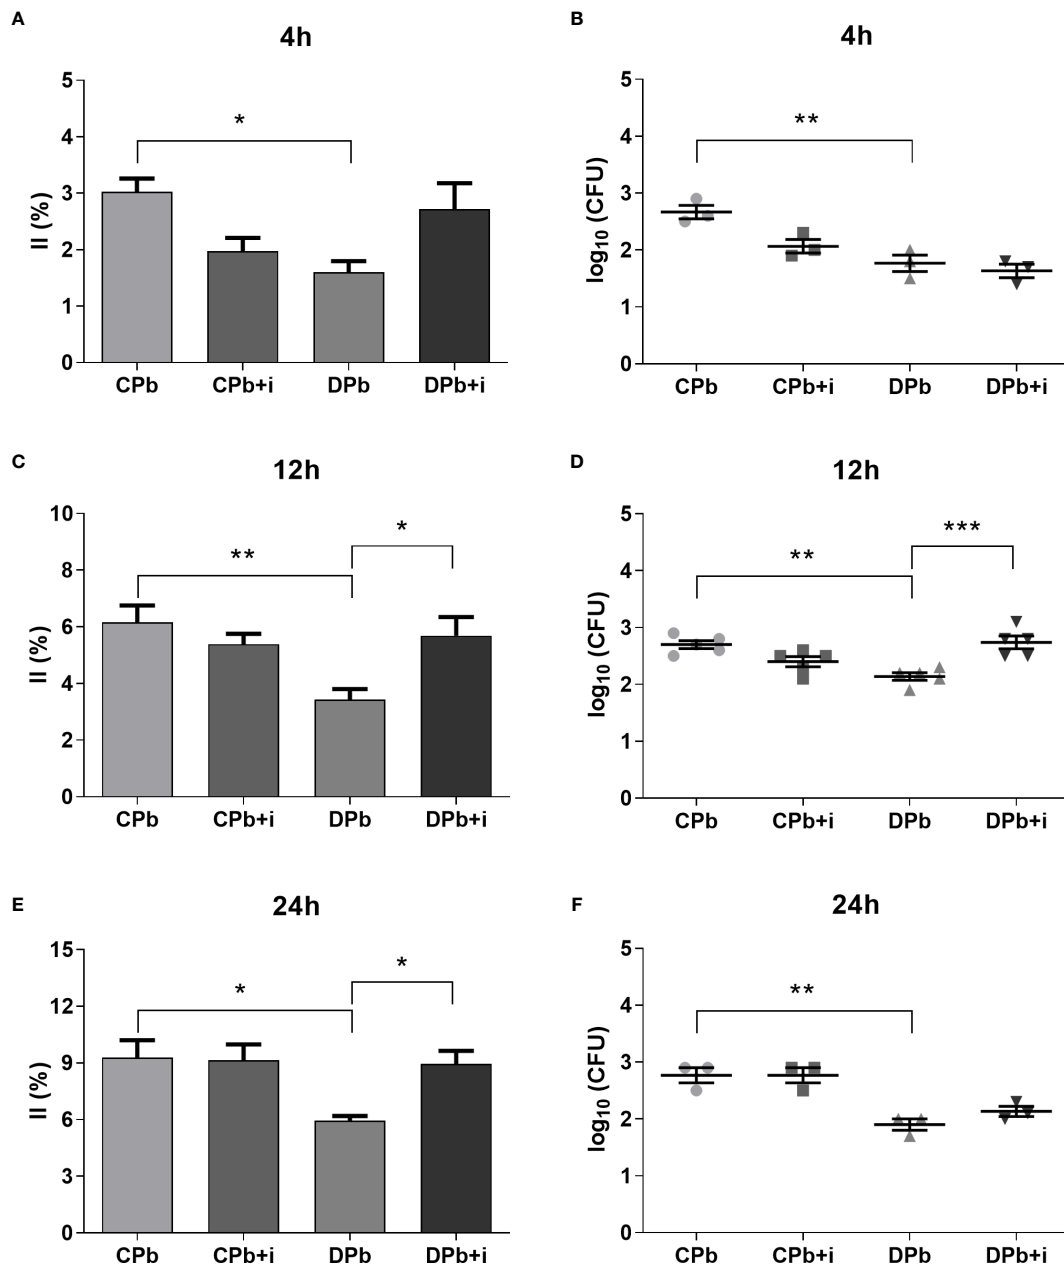 A
4h
5
4
3
2
1
0
II (%)
*
CPb CPb+i DPb DPb+i
B
4h
5
4
3
2
1
0
log10 (CFU)
**
CPb CPb+i DPb DPb+i
C
12h
10
8
6
4
2
0
II (%)
**
*
CPb CPb+i DPb DPb+i
D
12h
5
4
3
2
1
0
log10 (CFU)
**
***
CPb CPb+i DPb DPb+i
E
24h
15
12
9
6
3
0
II (%)
*
*
CPb CPb+i DPb DPb+i
F
24h
5
4
3
2
1
0
log10 (CFU)
**
CPb CPb+i DPb DPb+i